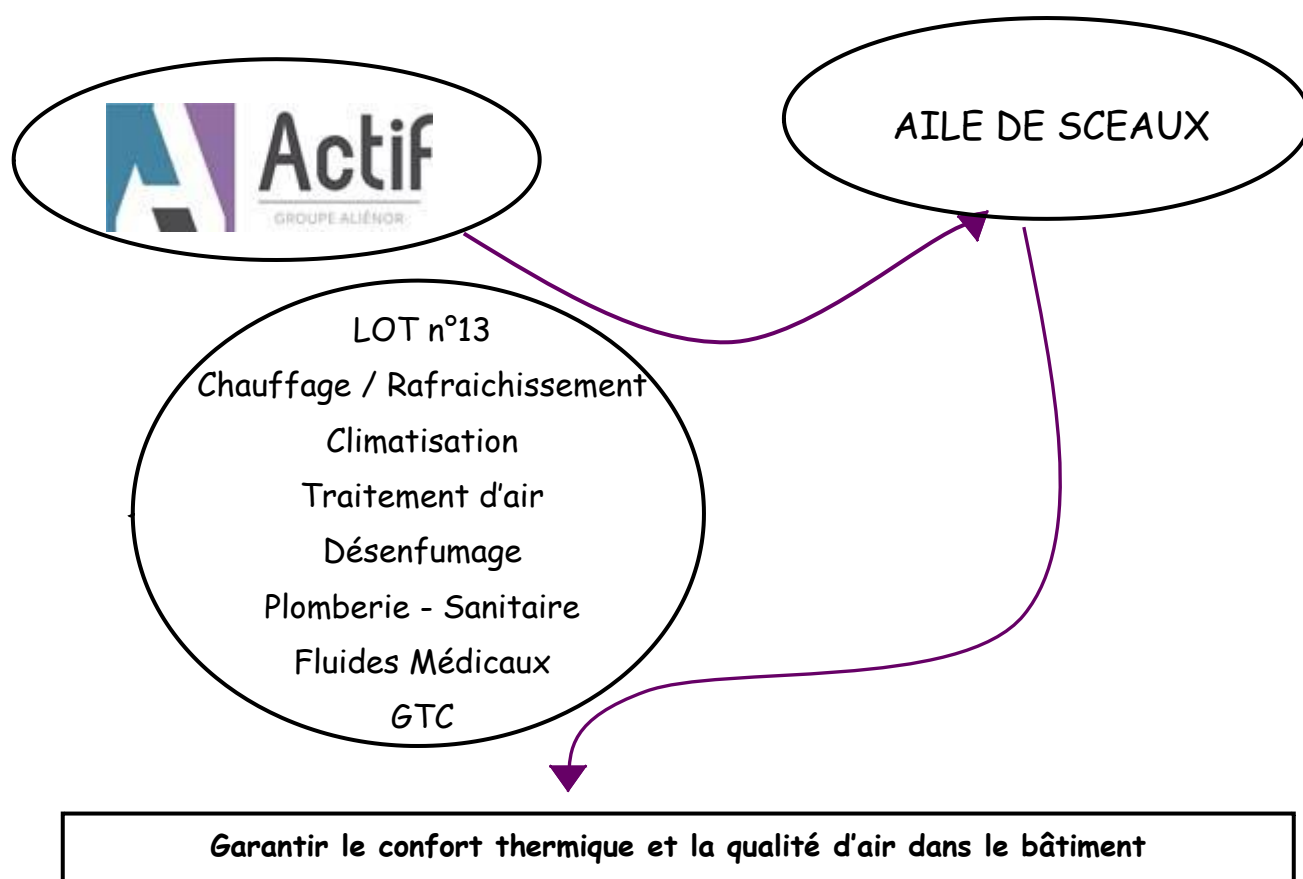 Actif
GROUPE ALIÉNOR
AILE DE SCEAUX
LOT n°13
Chauffage / Rafraichissement
Climatisation
Traitement d'air
Désenfumage
Plomberie - Sanitaire
Fluides Médicaux
GTC
Garantir le confort thermique et la qualité d'air dans le bâtiment